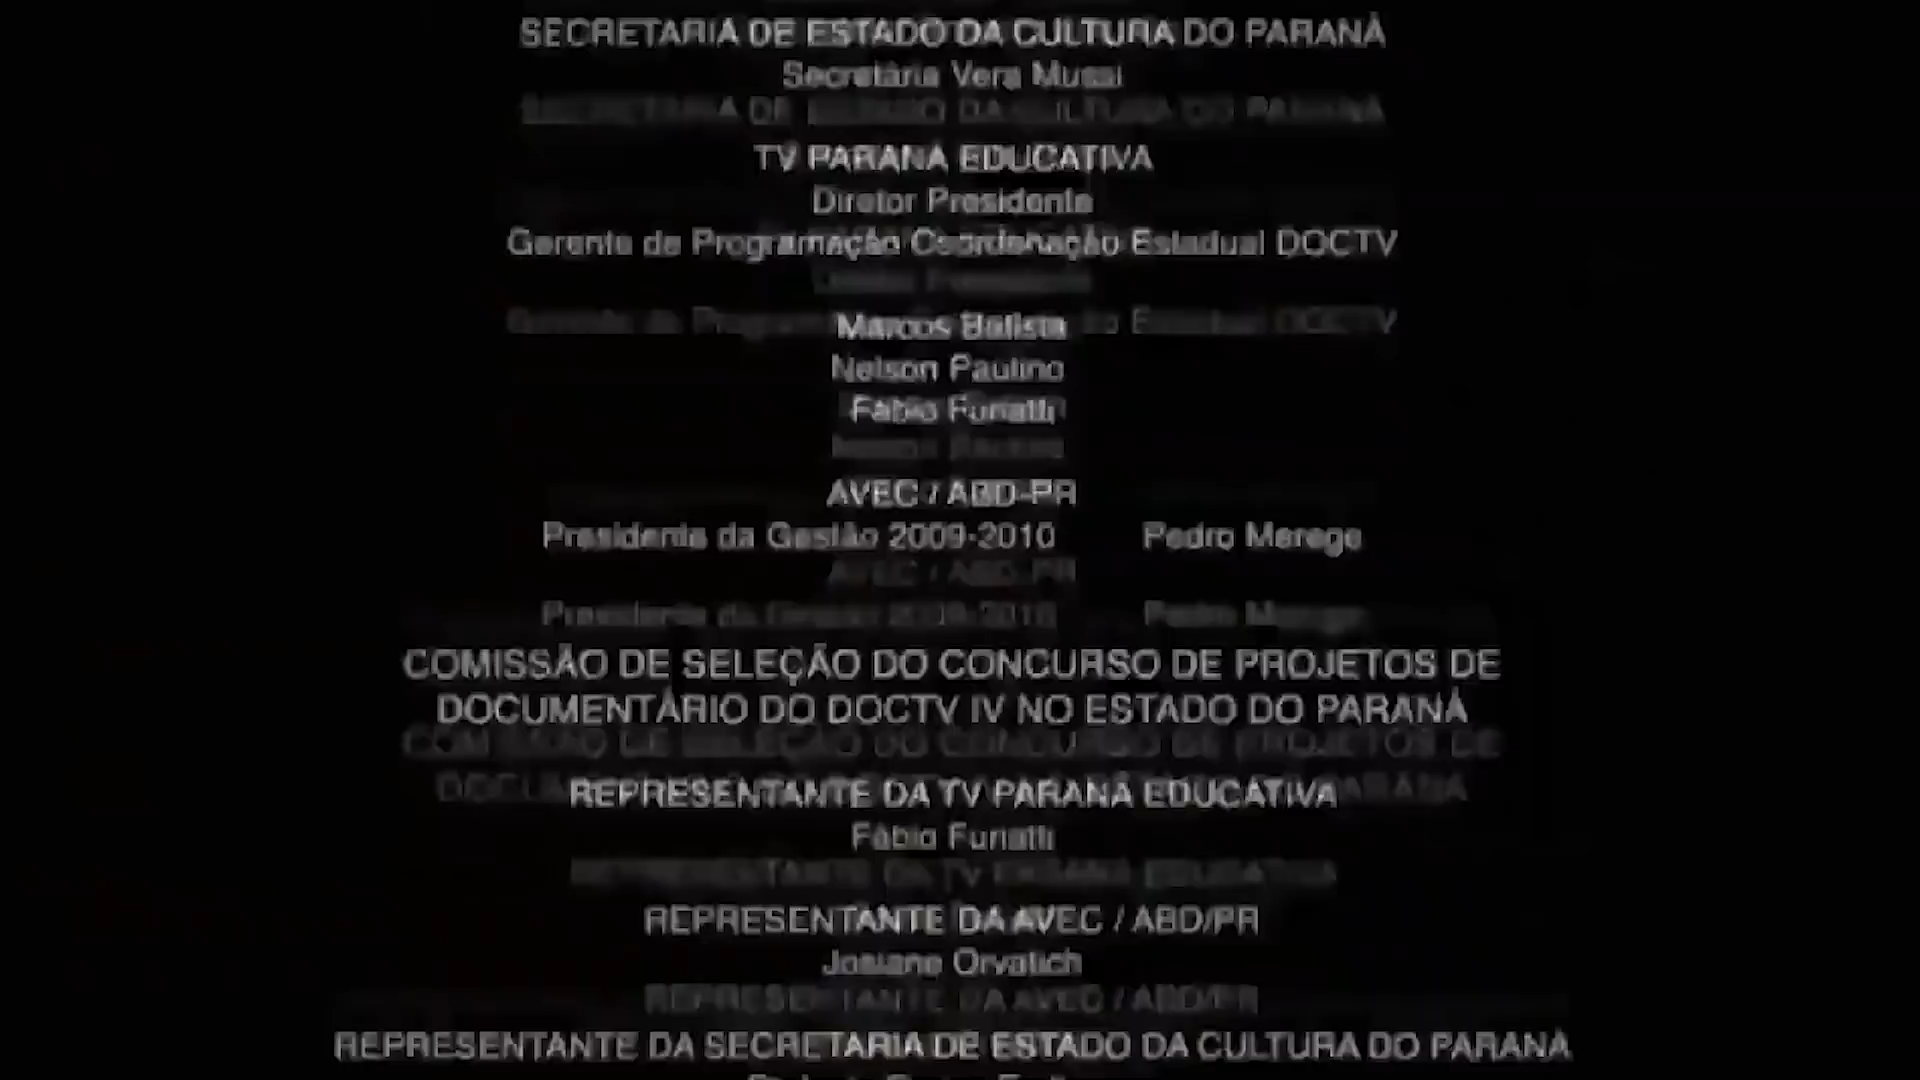 SECRETARIA DE ESTADO DA CULTURA DO PARANÁ
Secretária Vera Mussi
TV PARANÁ EDUCATIVA
Diretor Presidente
Gerente de Programação Coordenação Estadual DOCTV
Marcos Batista
Nelson Paulino
Fábio Furiatti
AVEC / ABD-PR
Presidente da Gestão 2009-2010 Pedro Merege
COMISSÃO DE SELEÇÃO DO CONCURSO DE PROJETOS DE
DOCUMENTÁRIO DO DOCTV IV NO ESTADO DO PARANÁ
REPRESENTANTE DA TV PARANÁ EDUCATIVA
Fábio Furiatti
REPRESENTANTE DA AVEC / ABD/PR
Josiane Orvatich
REPRESENTANTE DA SECRETARIA DE ESTADO DA CULTURA DO PARANÁ